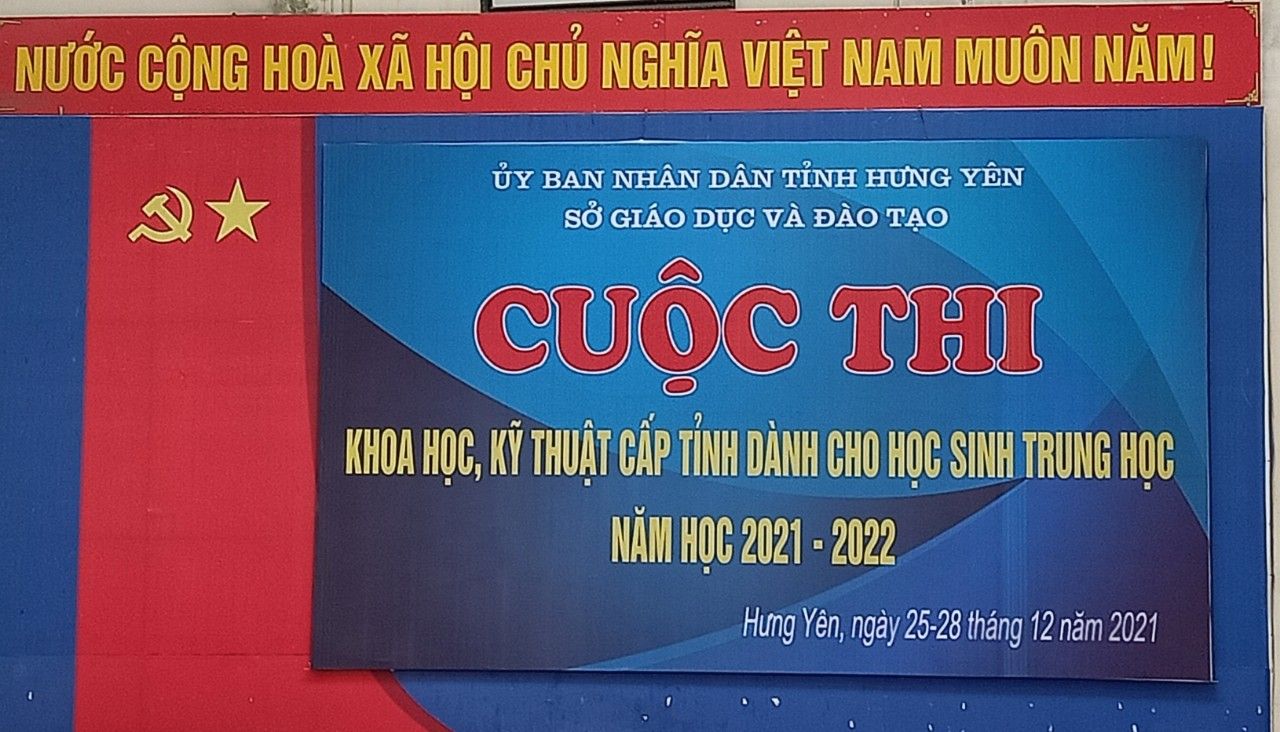 NƯỚC CỘNG HOÀ XÃ HỘI CHỦ NGHĨA VIỆT NAM MUÔN NĂM!
ỦY BAN NHÂN DÂN TỈNH HƯNG YÊN
SỞ GIÁO DỤC VÀ ĐÀO TẠO
CUỘC THI
KHOA HỌC, KỸ THUẬT CẤP TỈNH DÀNH CHO HỌC SINH TRUNG HỌC
NĂM HỌC 2021 - 2022
Hưng Yên, ngày 25-28 tháng 12 năm 2021